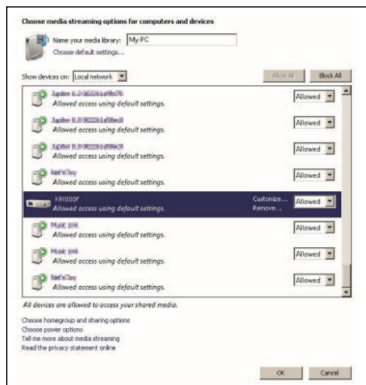 Choose media streaming options for computers and devices
Name your media library: My PC
Choose default settings...
Show devices on: Local network
Allow All Block All
Allowed
Allowed access using default settings.
Allowed
Allowed access using default settings.
Allowed
Allowed access using default settings.
Allowed
Allowed access using default settings.
Customize... Allowed
Allowed access using default settings. Remove...
Allowed
Allowed access using default settings.
Allowed
Allowed access using default settings.
Allowed
Allowed access using default settings.
All devices are allowed to access your shared media.
Choose homegroup and sharing options
Choose power options
Tell me more about media streaming
Read the privacy statement online
OK Cancel